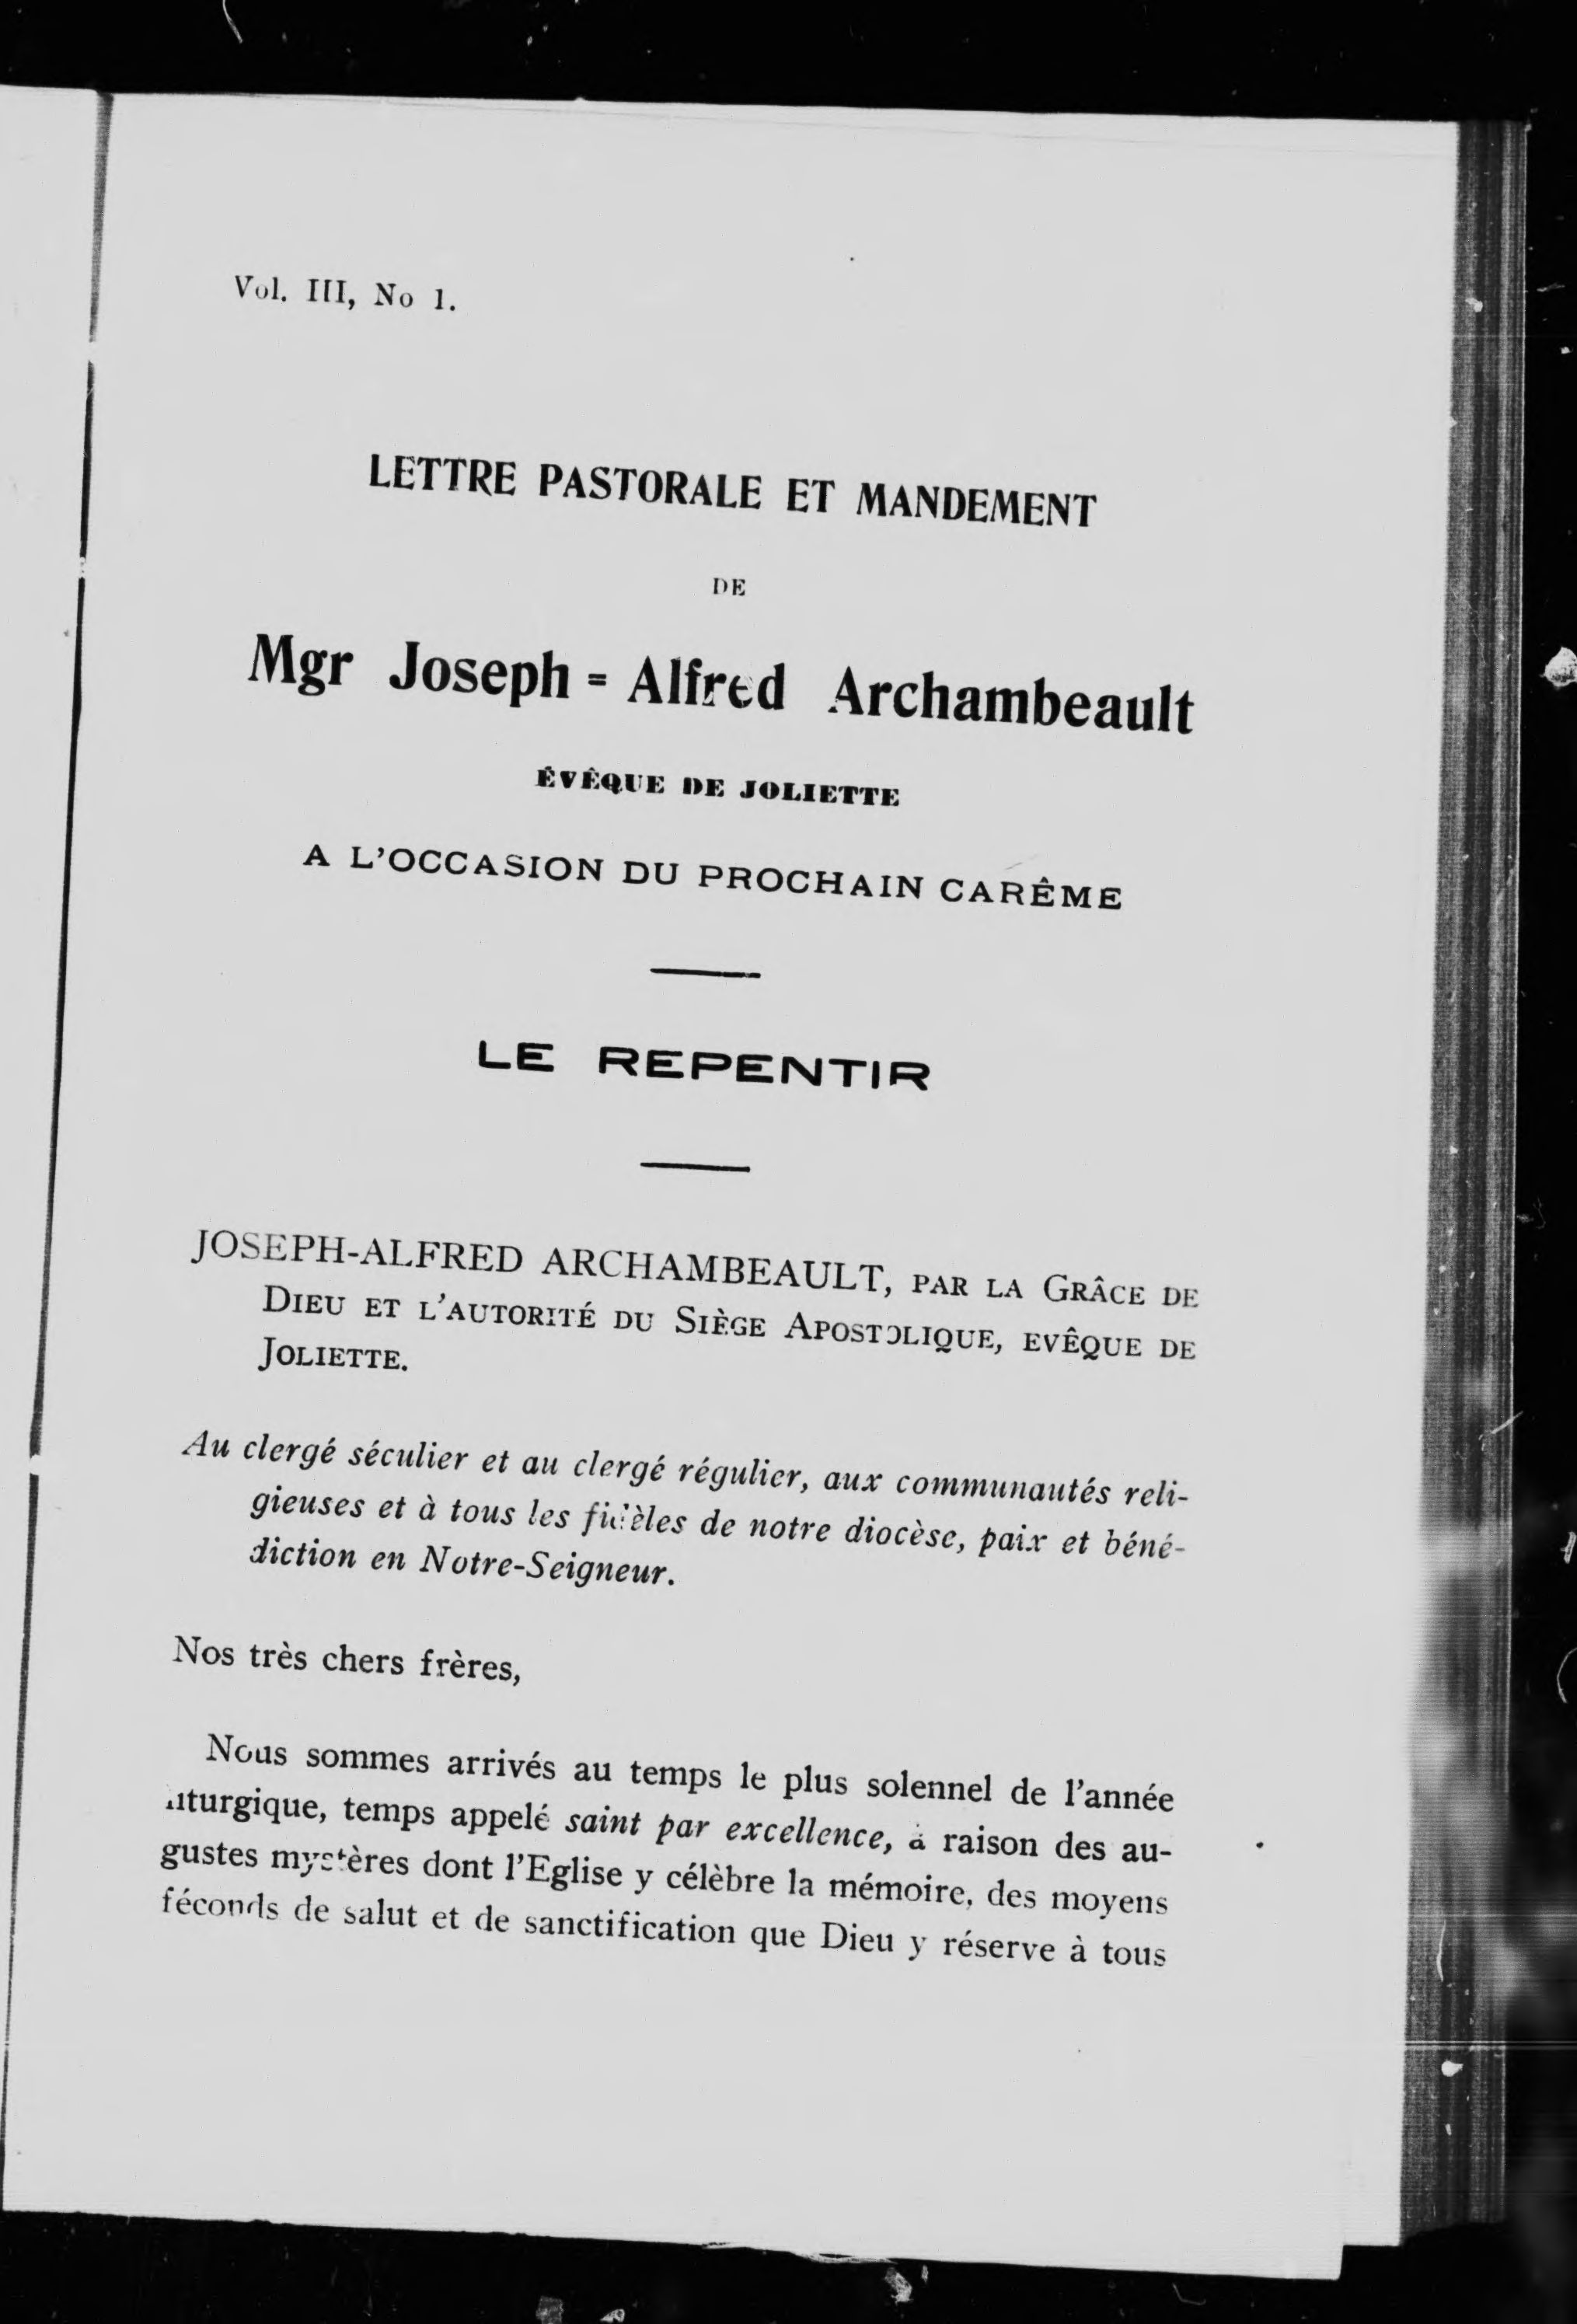 Vol. III, No 1.
LETTRE PASTORALE ET MANDEMENT
DE
Mgr Joseph=Alfred Archambeault
ÉVÊQUE DE JOLIETTE
A L'OCCASION DU PROCHAIN CARÊME
LE REPENTIR
JOSEPH-ALFRED ARCHAMBEAULT, PAR LA GRÂCE DE
DIEU ET L'AUTORITÉ DU SIÈGE APOSTOLIQUE, EVÊQUE DE
JOLIETTE.
Au clergé séculier et au clergé régulier, aux communautés reli-
gieuses et à tous les fidèles de notre diocèse, paix et béné-
diction en Notre-Seigneur.
Nos très chers frères,
Nous sommes arrivés au temps le plus solennel de l'année
liturgique, temps appelé saint par excellence, à raison des au-
gustes mystères dont l'Eglise y célèbre la mémoire, des moyens
féconds de salut et de sanctification que Dieu y réserve à tous